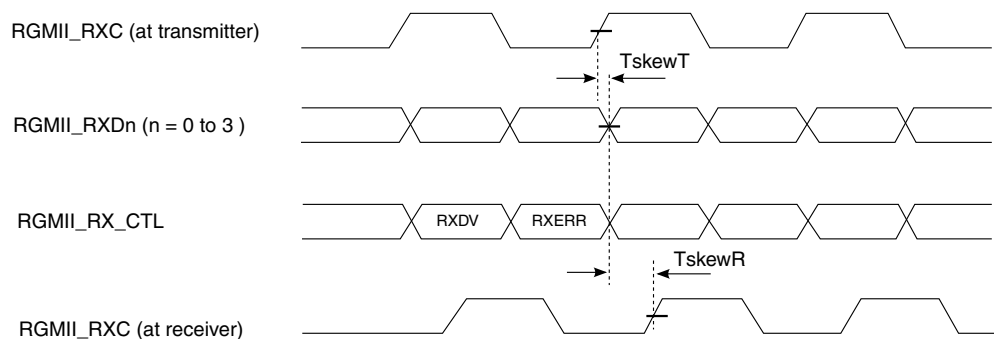 RGMII_RXC (at transmitter)
TskewT
RGMII_RXDn (n = 0 to 3 )
RGMII_RX_CTL
RXDV
RXERR
TskewR
RGMII_RXC (at receiver)